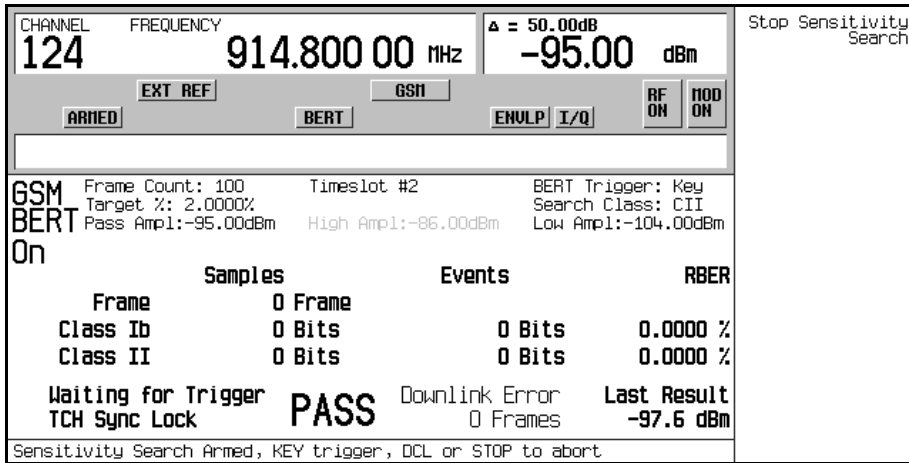 CHANNEL FREQUENCY Δ = 50.00dB
124 914.800 00 MHz -95.00 dBm
EXT REF GSM RF ON MOD ON
ARMED BERT ENVLP I/Q
GSM BERT On
Frame Count: 100 Timeslot #2 BERT Trigger: Key
Target %: 2.0000% Search Class: CII
Pass Ampl:-95.00dBm High Ampl:-86.00dBm Low Ampl:-104.00dBm
Samples Events RBER
Frame 0 Frame
Class Ib 0 Bits 0 Bits 0.0000 %
Class II 0 Bits 0 Bits 0.0000 %
Waiting for Trigger PASS Downlink Error Last Result
TCH Sync Lock 0 Frames -97.6 dBm
Sensitivity Search Armed, KEY trigger, DCL or STOP to abort
Stop Sensitivity
Search